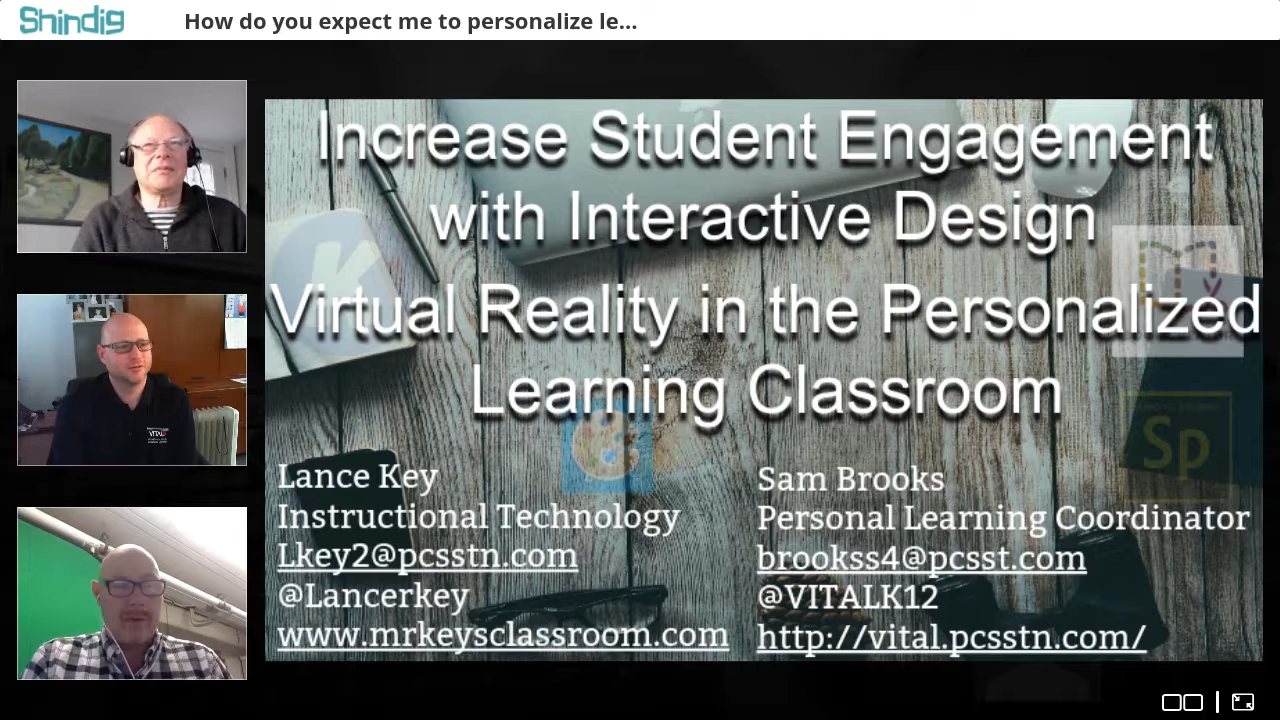 Shindig
How do you expect me to personalize le...
Increase Student Engagement
with Interactive Design
Virtual Reality in the Personalized
Learning Classroom
Lance Key
Instructional Technology
Lkey2@pcsstn.com
@Lancerkey
www.mrkeysclassroom.com
Sam Brooks
Personal Learning Coordinator
brookss4@pcsst.com
@VITALK12
http://vital.pcsstn.com/
Sp
K
VITAL